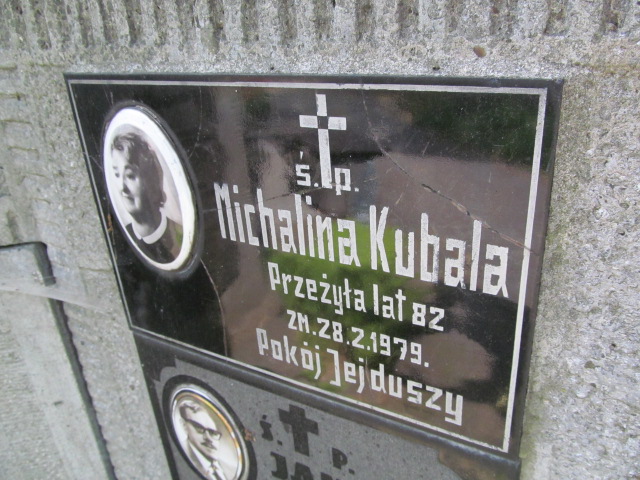 ś.p.
Michalina Kubala
Przeżyła lat 82
zm. 28.2.1979.
Pokój Jej duszy
Ś. P.